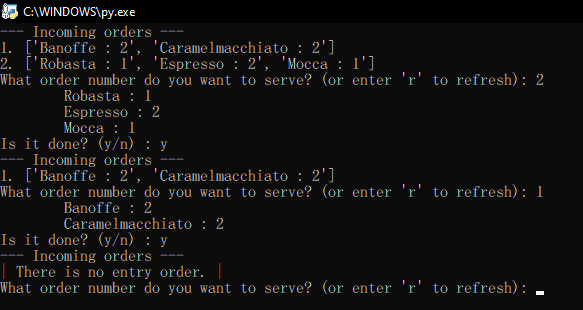 C:\WINDOWS\py.exe
--- Incoming orders ---
1. ['Banoffe : 2', 'Caramelmacchiato : 2']
2. ['Robasta : 1', 'Espresso : 2', 'Mocca : 1']
What order number do you want to serve? (or enter 'r' to refresh): 2
Robasta : 1
Espresso : 2
Mocca : 1
Is it done? (y/n) : y
--- Incoming orders ---
1. ['Banoffe : 2', 'Caramelmacchiato : 2']
What order number do you want to serve? (or enter 'r' to refresh): 1
Banoffe : 2
Caramelmacchiato : 2
Is it done? (y/n) : y
--- Incoming orders ---
| There is no entry order. |
What order number do you want to serve? (or enter 'r' to refresh):